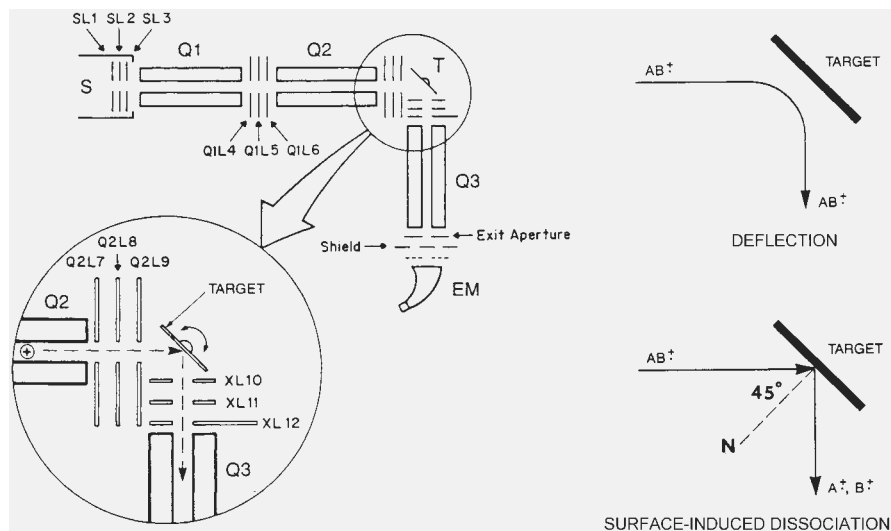 SL1 SL2 SL3
Q1
Q2
T
S
Q1L4 Q1L5 Q1L6
Q3
Exit Aperture
Shield
EM
Q2L8
Q2L7 Q2L9
TARGET
Q2
XL10
XL11
XL12
Q3
AB⁺̇
TARGET
AB⁺̇
DEFLECTION
AB⁺̇
TARGET
45°
N
A⁺̇, B⁺̇
SURFACE-INDUCED DISSOCIATION